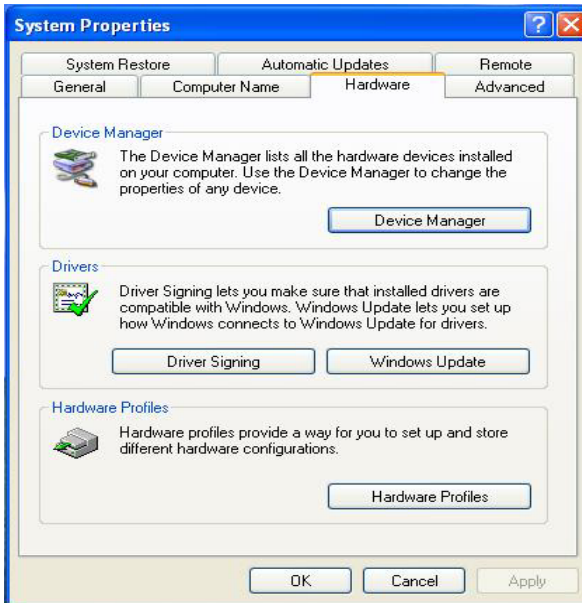 System Properties
System Restore Automatic Updates Remote
General Computer Name Hardware Advanced
Device Manager
The Device Manager lists all the hardware devices installed
on your computer. Use the Device Manager to change the
properties of any device.
Device Manager
Drivers
Driver Signing lets you make sure that installed drivers are
compatible with Windows. Windows Update lets you set up
how Windows connects to Windows Update for drivers.
Driver Signing Windows Update
Hardware Profiles
Hardware profiles provide a way for you to set up and store
different hardware configurations.
Hardware Profiles
OK Cancel Apply